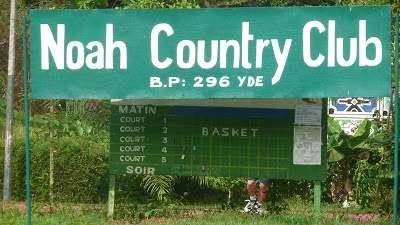 Noah Country Club
B.P: 296 YDE
MATIN
COURT 1
COURT 2
COURT 3
COURT 4
COURT 5
SOIR
BASKET